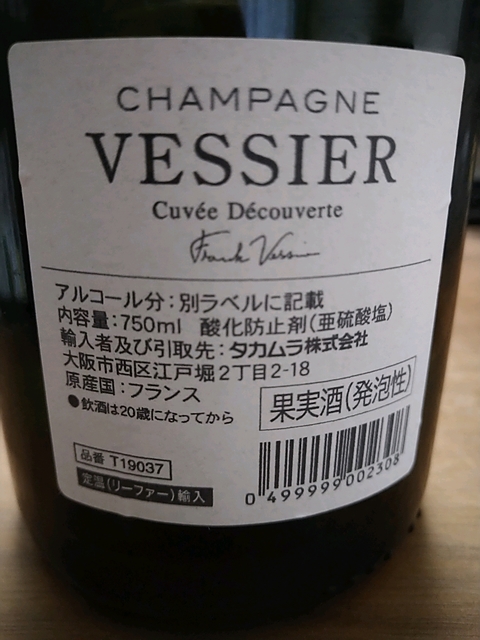 CHAMPAGNE
VESSIER
Cuvée Découverte
Frank Vessier
アルコール分：別ラベルに記載
内容量：750ml 酸化防止剤（亜硫酸塩）
輸入者及び引取先：タカムラ株式会社
大阪市西区江戸堀2丁目2-18
原産国：フランス
●飲酒は20歳になってから
果実酒（発泡性）
品番 T19037
定温（リーファー）輸入
0 499999 002308